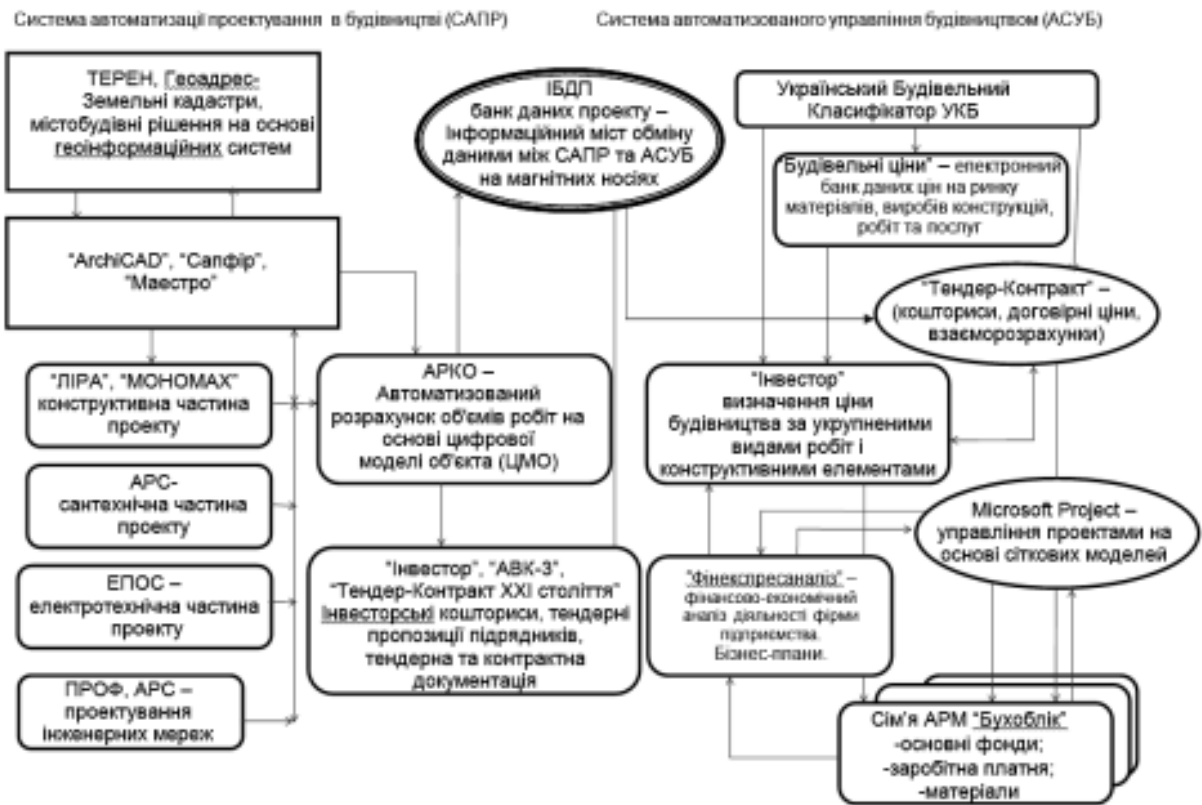 Система автоматизації проектування в будівництві (САПР)
Система автоматизованого управління будівництвом (АСУБ)
ТЕРЕН, Геоадрес-
Земельні кадастри,
містобудівні рішення на основі
геоінформаційних систем
"ArchiCAD", "Сапфір",
"Маестро"
"ЛІРА", "МОНОМАХ"
конструктивна частина
проекту
АРС-
сантехнічна частина
проекту
ЕПОС –
електротехнічна частина
проекту
ПРОФ, АРС –
проектування
інженерних мереж
ІБДП
банк даних проекту –
Інформаційний міст обміну
даними між САПР та АСУБ
на магнітних носіях
АРКО –
Автоматизований
розрахунок об'ємів робіт на
основі цифрової
моделі об'єкта (ЦМО)
"Інвестор", "АВК-3",
"Тендер-Контракт XXI століття"
Інвесторські кошториси, тендерні
пропозиції підрядників,
тендерна та контрактна
документація
Український Будівельний
Класифікатор УКБ
"Будівельні ціни" – електронний
банк даних цін на ринку
матеріалів, виробів конструкцій,
робіт та послуг
"Тендер-Контракт" –
(кошториси, договірні ціни,
взаєморозрахунки)
"Інвестор"
визначення ціни
будівництва за укрупненими
видами робіт і
конструктивними елементами
Microsoft Project –
управління проектами на
основі сіткових моделей
"Фінекспресаналіз" –
фінансово-економічний
аналіз діяльності фірми
підприємства.
Бізнес-плани.
Сім'я АРМ "Бухоблік"
-основні фонди;
-заробітна платня;
-матеріали